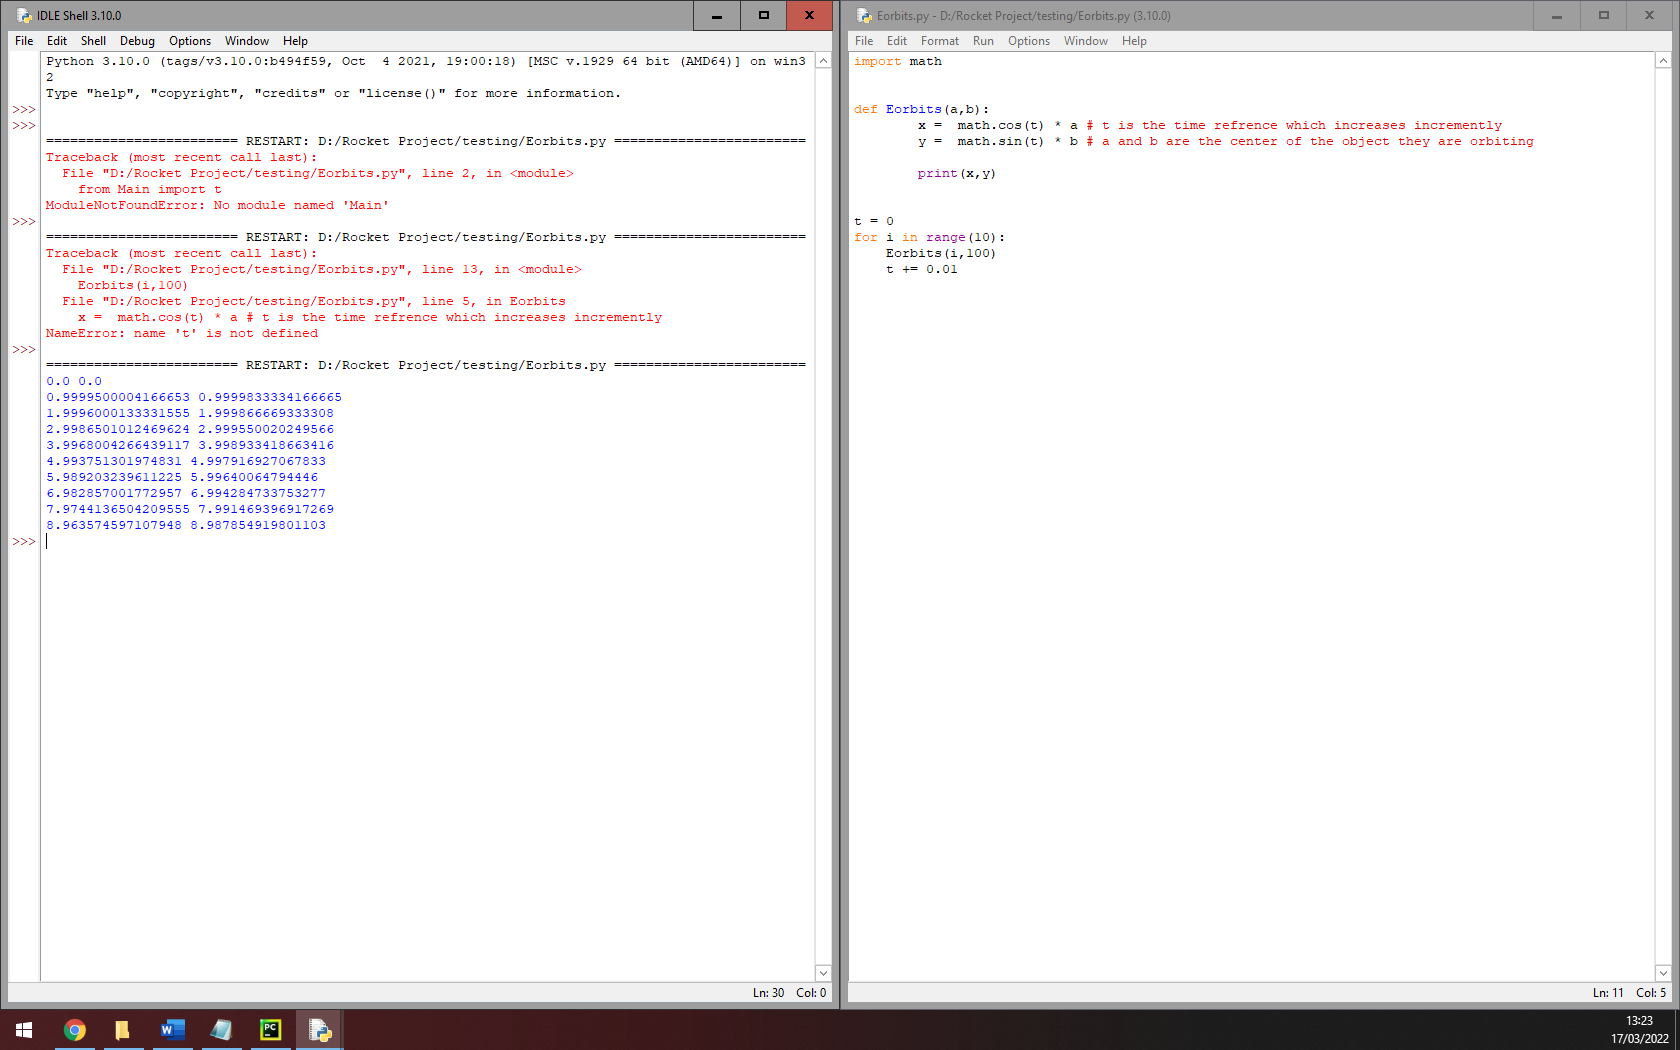 IDLE Shell 3.10.0
File Edit Shell Debug Options Window Help
Python 3.10.0 (tags/v3.10.0:b494f59, Oct  4 2021, 19:00:18) [MSC v.1929 64 bit (AMD64)] on win3
2
Type "help", "copyright", "credits" or "license()" for more information.
>>>
>>>
======================== RESTART: D:/Rocket Project/testing/Eorbits.py ========================
Traceback (most recent call last):
  File "D:/Rocket Project/testing/Eorbits.py", line 2, in <module>
    from Main import t
ModuleNotFoundError: No module named 'Main'
>>>
======================== RESTART: D:/Rocket Project/testing/Eorbits.py ========================
Traceback (most recent call last):
  File "D:/Rocket Project/testing/Eorbits.py", line 13, in <module>
    Eorbits(i,100)
  File "D:/Rocket Project/testing/Eorbits.py", line 5, in Eorbits
    x =  math.cos(t) * a # t is the time refrence which increases incremently
NameError: name 't' is not defined
>>>
======================== RESTART: D:/Rocket Project/testing/Eorbits.py ========================
0.0 0.0
0.9999500004166653 0.9999833334166665
1.9996000133331555 1.999866669333308
2.9986501012469624 2.999550020249566
3.9968004266439117 3.998933418663416
4.993751301974831 4.997916927067833
5.989203239611225 5.99640064794446
6.982857001772957 6.994284733753277
7.9744136504209555 7.991469396917269
8.963574597107948 8.987854919801103
>>>
Ln: 30 Col: 0
Eorbits.py - D:/Rocket Project/testing/Eorbits.py (3.10.0)
File Edit Format Run Options Window Help
import math
def Eorbits(a,b):
        x =  math.cos(t) * a # t is the time refrence which increases incremently
        y =  math.sin(t) * b # a and b are the center of the object they are orbiting
        print(x,y)
t = 0
for i in range(10):
    Eorbits(i,100)
    t += 0.01
Ln: 11 Col: 5
W
PC
13:23
17/03/2022